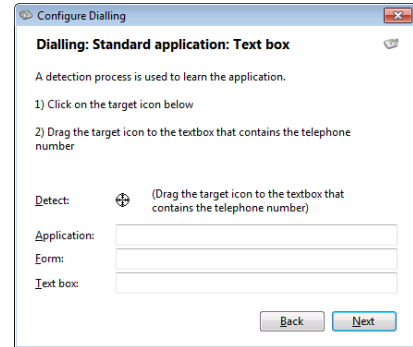 Configure Dialling
Dialling: Standard application: Text box
A detection process is used to learn the application.
1) Click on the target icon below
2) Drag the target icon to the textbox that contains the telephone
number
Detect:
(Drag the target icon to the textbox that
contains the telephone number)
Application:
Form:
Text box:
Back
Next